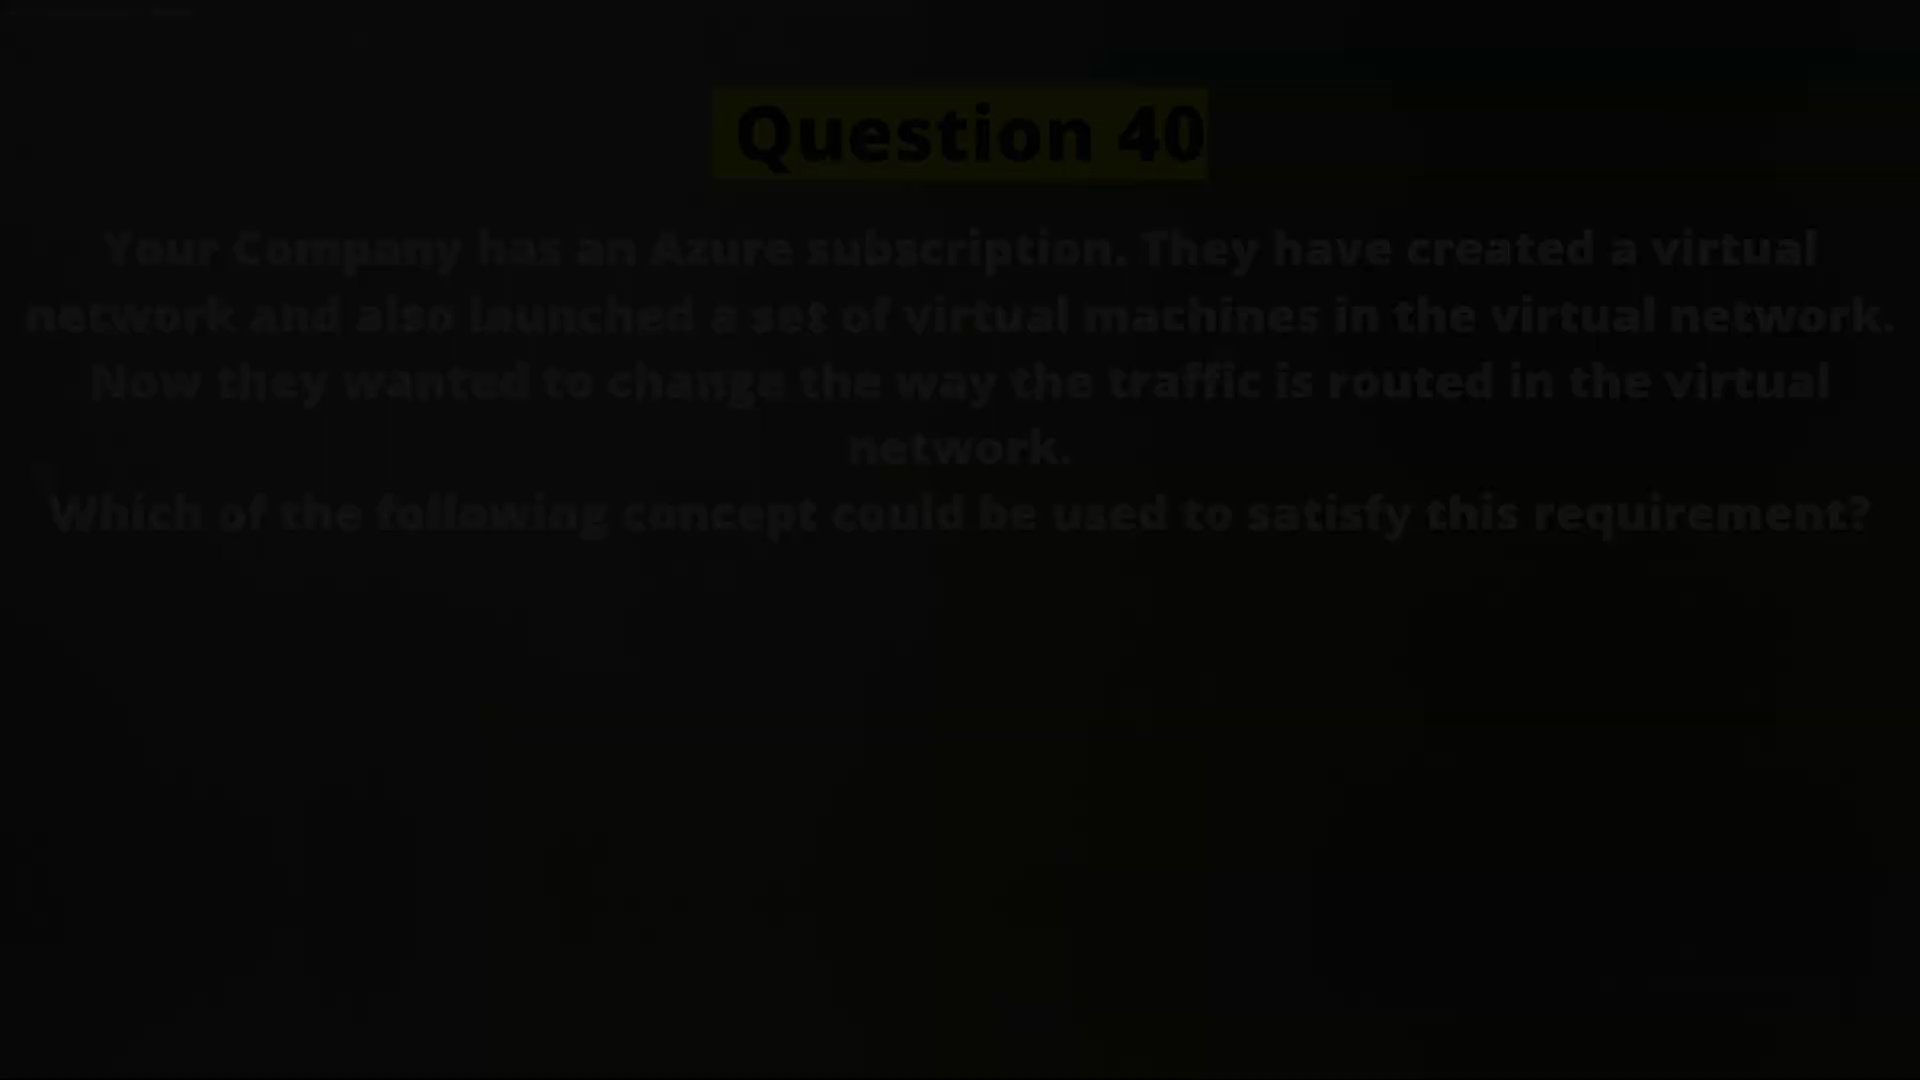 Question 40
Your Company has an Azure subscription. They have created a virtual
network and also launched a set of virtual machines in the virtual network.
Now they wanted to change the way the traffic is routed in the virtual
network.
Which of the following concept could be used to satisfy this requirement?